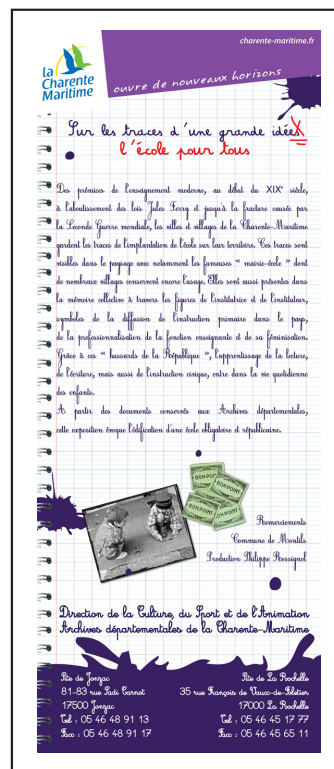 charente-maritime.fr
La
Charente
Maritime
ouvre de nouveaux horizons
Sur les traces d'une grande idées
l'école pour tous
Des prémices de l'enseignement moderne, au début du XIXe siècle,
à l'aboutissement des lois Jules Ferry et jusqu'à la fracture causée par
la Seconde Guerre mondiale, les villes et villages de la Charente-Maritime
gardent les traces de l'implantation de l'école sur leur territoire. Ces traces sont
visibles dans le paysage avec notamment les fameuses « mairie-école » dont
de nombreux villages conservent encore l'usage. Elles sont aussi présentes dans
la mémoire collective à travers les figures de l'institutrice et de l'instituteur,
symboles de la diffusion de l'instruction primaire dans le pays,
de la professionnalisation de la fonction enseignante et de sa féminisation.
Grâce à ces « hussards de la République », l'apprentissage de la lecture,
de l'écriture, mais aussi de l'instruction civique, entre dans la vie quotidienne
des enfants.
A partir des documents conservés aux Archives départementales,
cette exposition évoque l'édification d'une école obligatoire et républicaine.
BON POINT
BON POINT
BON POINT
BON POINT
Remerciements
Commune de Montils
Production Philippe Rossignol
Direction de la Culture, du Sport et de l'Animation
Archives départementales de la Charente-Maritime
Site de Jonzac
81-83 rue Sadi Carnot
17500 Jonzac
Tél : 05 46 48 91 13
Fax : 05 46 48 91 17
Site de La Rochelle
35 rue François de Vaux-de-Foletier
17000 La Rochelle
Tél : 05 46 45 17 77
Fax : 05 46 45 65 11